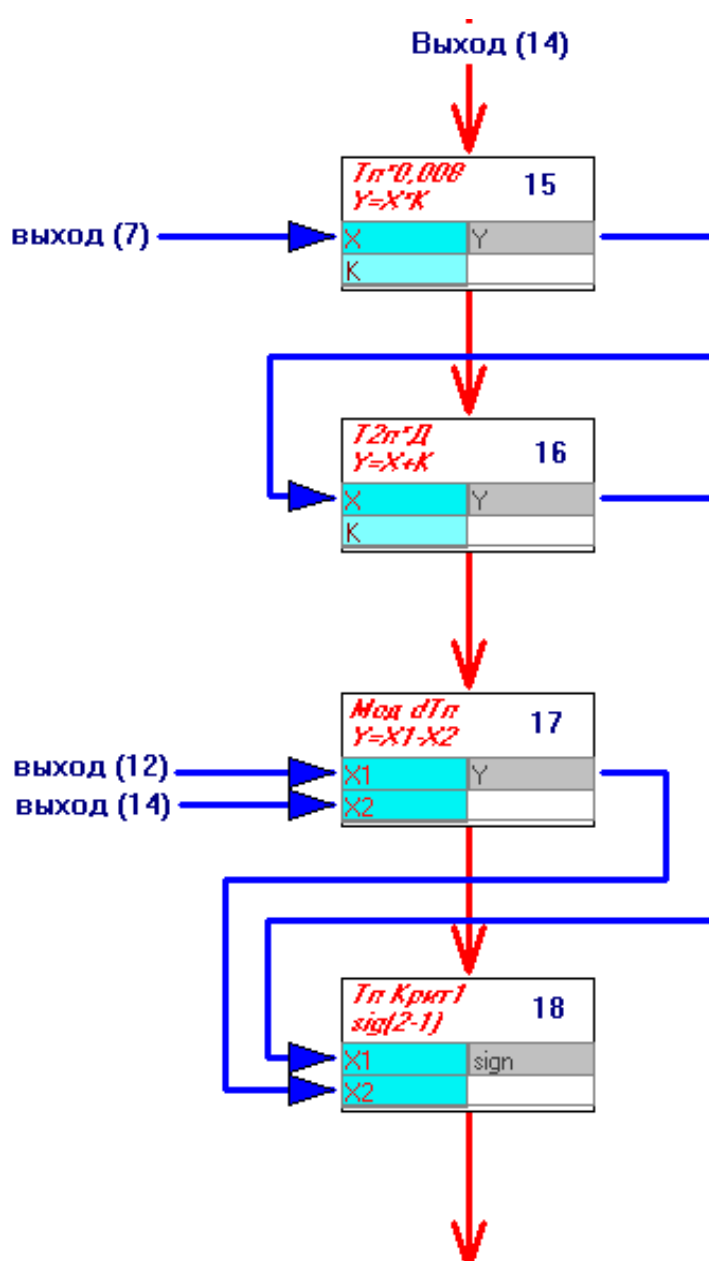 Выход (14)
Тп*0,008
Y=X*K
15
выход (7)
X
Y
K
Т2п*Д
Y=X+K
16
X
Y
K
Мод dТп
Y=X1-X2
17
выход (12)
X1
Y
выход (14)
X2
Тп Крит1
sig(2-1)
18
X1
sign
X2